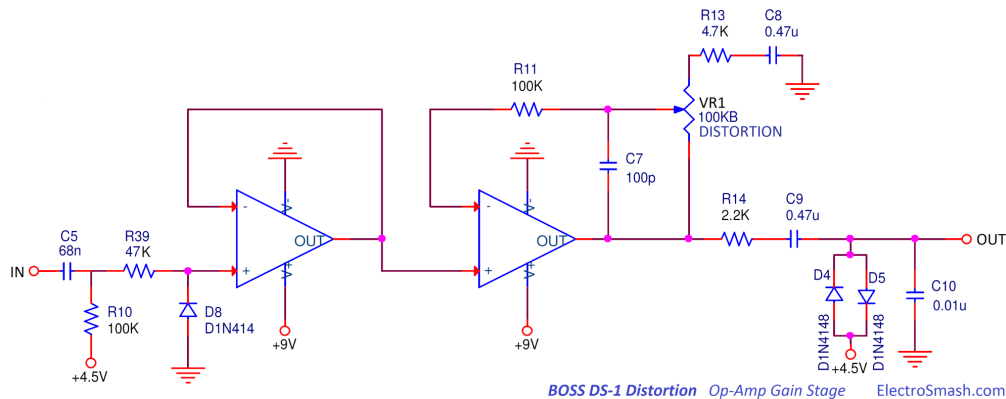 R13
4.7K
C8
0.47u
R11
100K
VR1
100KB
DISTORTION
C7
100p
V-
V-
-
-
R14
2.2K
C9
0.47u
C5
68n
R39
47K
OUT
OUT
OUT
IN
+
+
V+
V+
R10
100K
D8
D1N414
D4
D5
D1N4148
D1N4148
C10
0.01u
+4.5V
+9V
+9V
+4.5V
BOSS DS-1 Distortion Op-Amp Gain Stage ElectroSmash.com